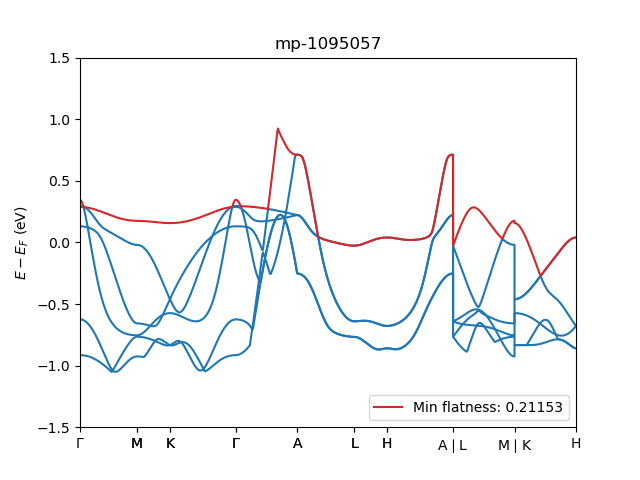 mp-1095057
E − E_F (eV)
1.5
1.0
0.5
0.0
−0.5
−1.0
−1.5
Min flatness: 0.21153
Γ M K Γ A L H A | L M | K H